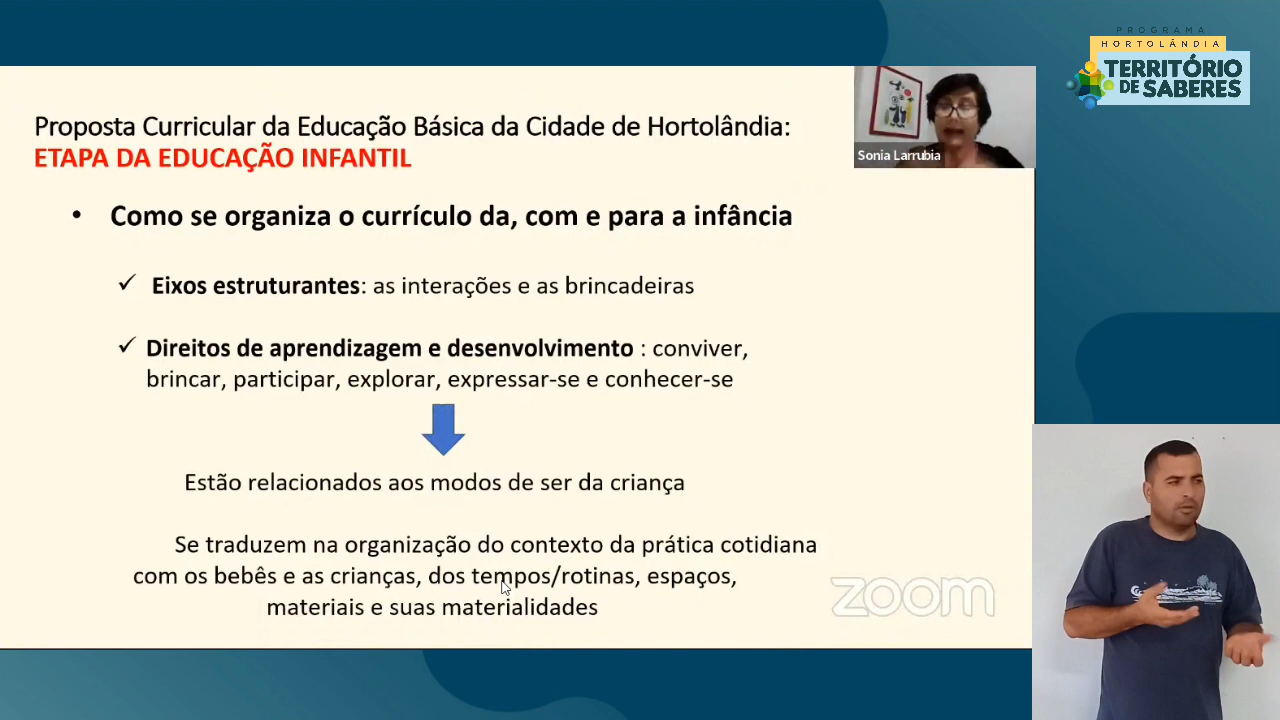 PROGRAMA
HORTOLÂNDIA
TERRITÓRIO
DE SABERES
Proposta Curricular da Educação Básica da Cidade de Hortolândia:
ETAPA DA EDUCAÇÃO INFANTIL
Sonia Larrubia
• Como se organiza o currículo da, com e para a infância
✓ Eixos estruturantes: as interações e as brincadeiras
✓ Direitos de aprendizagem e desenvolvimento : conviver,
brincar, participar, explorar, expressar-se e conhecer-se
Estão relacionados aos modos de ser da criança
Se traduzem na organização do contexto da prática cotidiana
com os bebês e as crianças, dos tempos/rotinas, espaços,
materiais e suas materialidades
zoom